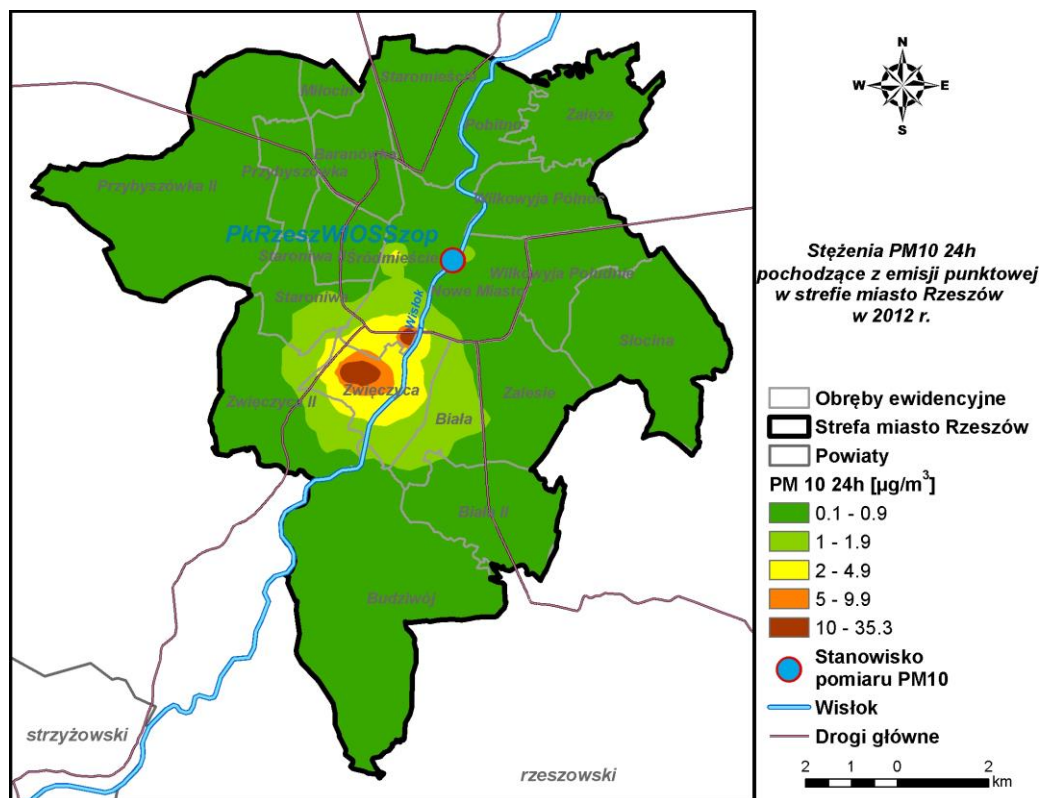 Staromieście
Miłocin
Pobitno
Załęże
Baranówka
Przybyszówka
Przybyszówka II
Wilkowyja Północ
PkRzeszWIOSSzop
Staroniwa
Śródmieście
Wilkowyja Południe
Nowe Miasto
Staroniwa
Wisłok
Słocina
Zwięczyca
Zwięczyca II
Zalesie
Biała
Biała II
Budziwój
strzyżowski
rzeszowski
N
W E
S
Stężenia PM10 24h
pochodzące z emisji punktowej
w strefie miasto Rzeszów
w 2012 r.
Obręby ewidencyjne
Strefa miasto Rzeszów
Powiaty
PM 10 24h [µg/m³]
0.1 - 0.9
1 - 1.9
2 - 4.9
5 - 9.9
10 - 35.3
Stanowisko
pomiaru PM10
Wisłok
Drogi główne
2 1 0 2
km